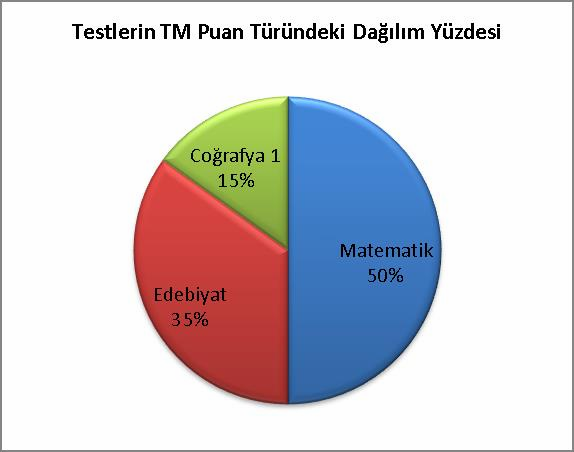 Testlerin TM Puan Türündeki Dağılım Yüzdesi
Coğrafya 1
15%
Matematik
50%
Edebiyat
35%